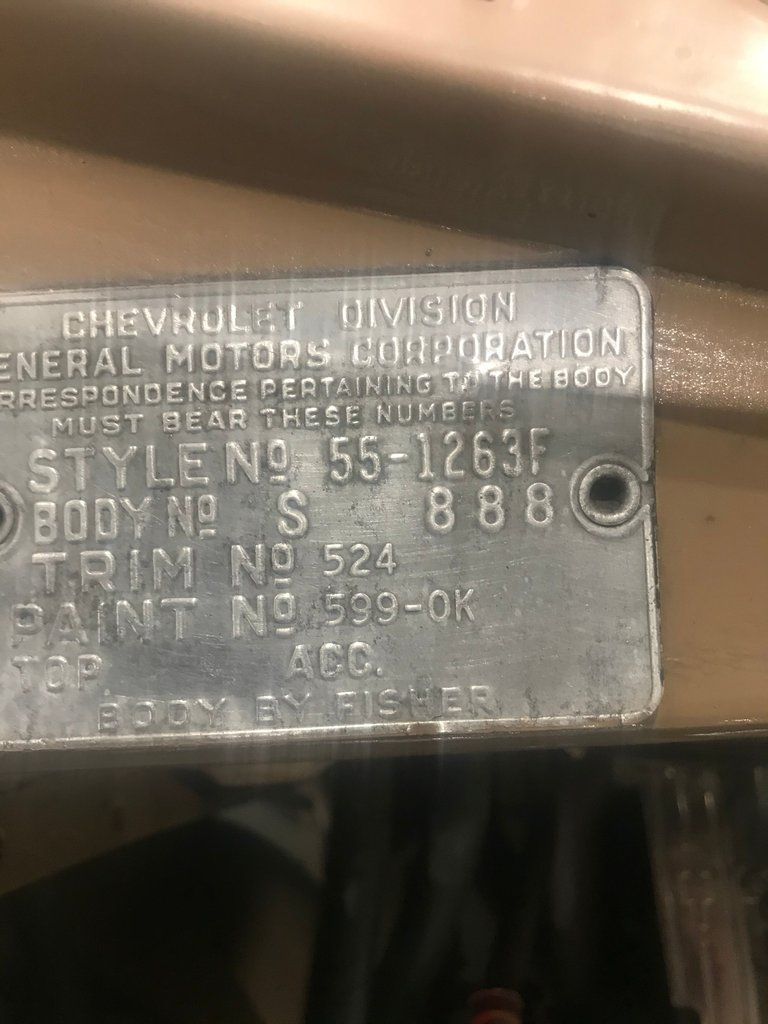 CHEVROLET DIVISION
ENERAL MOTORS CORPORATION
RRESPONDENCE PERTAINING TO THE BODY
MUST BEAR THESE NUMBERS
STYLE Nº 55-1263F
BODY Nº S 888
TRIM Nº 524
PAINT Nº 599-OK
TOP ACC.
BODY BY FISHER